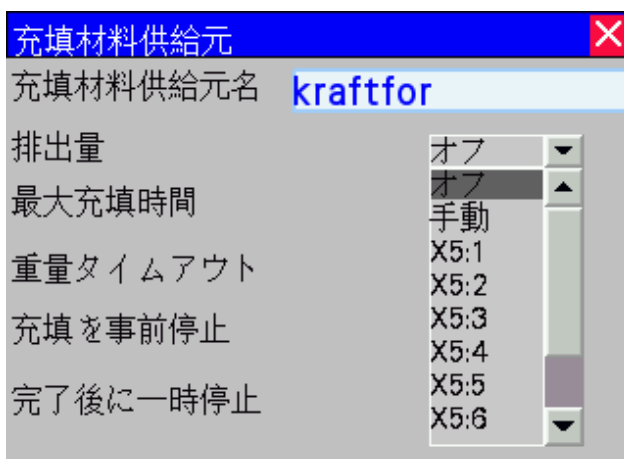 充填材料供給元
充填材料供給元名 kraftfor
排出量 オフ
オフ
最大充填時間
手動
X5:1
重量タイムアウト
X5:2
充填を事前停止
X5:3
X5:4
完了後に一時停止
X5:5
X5:6